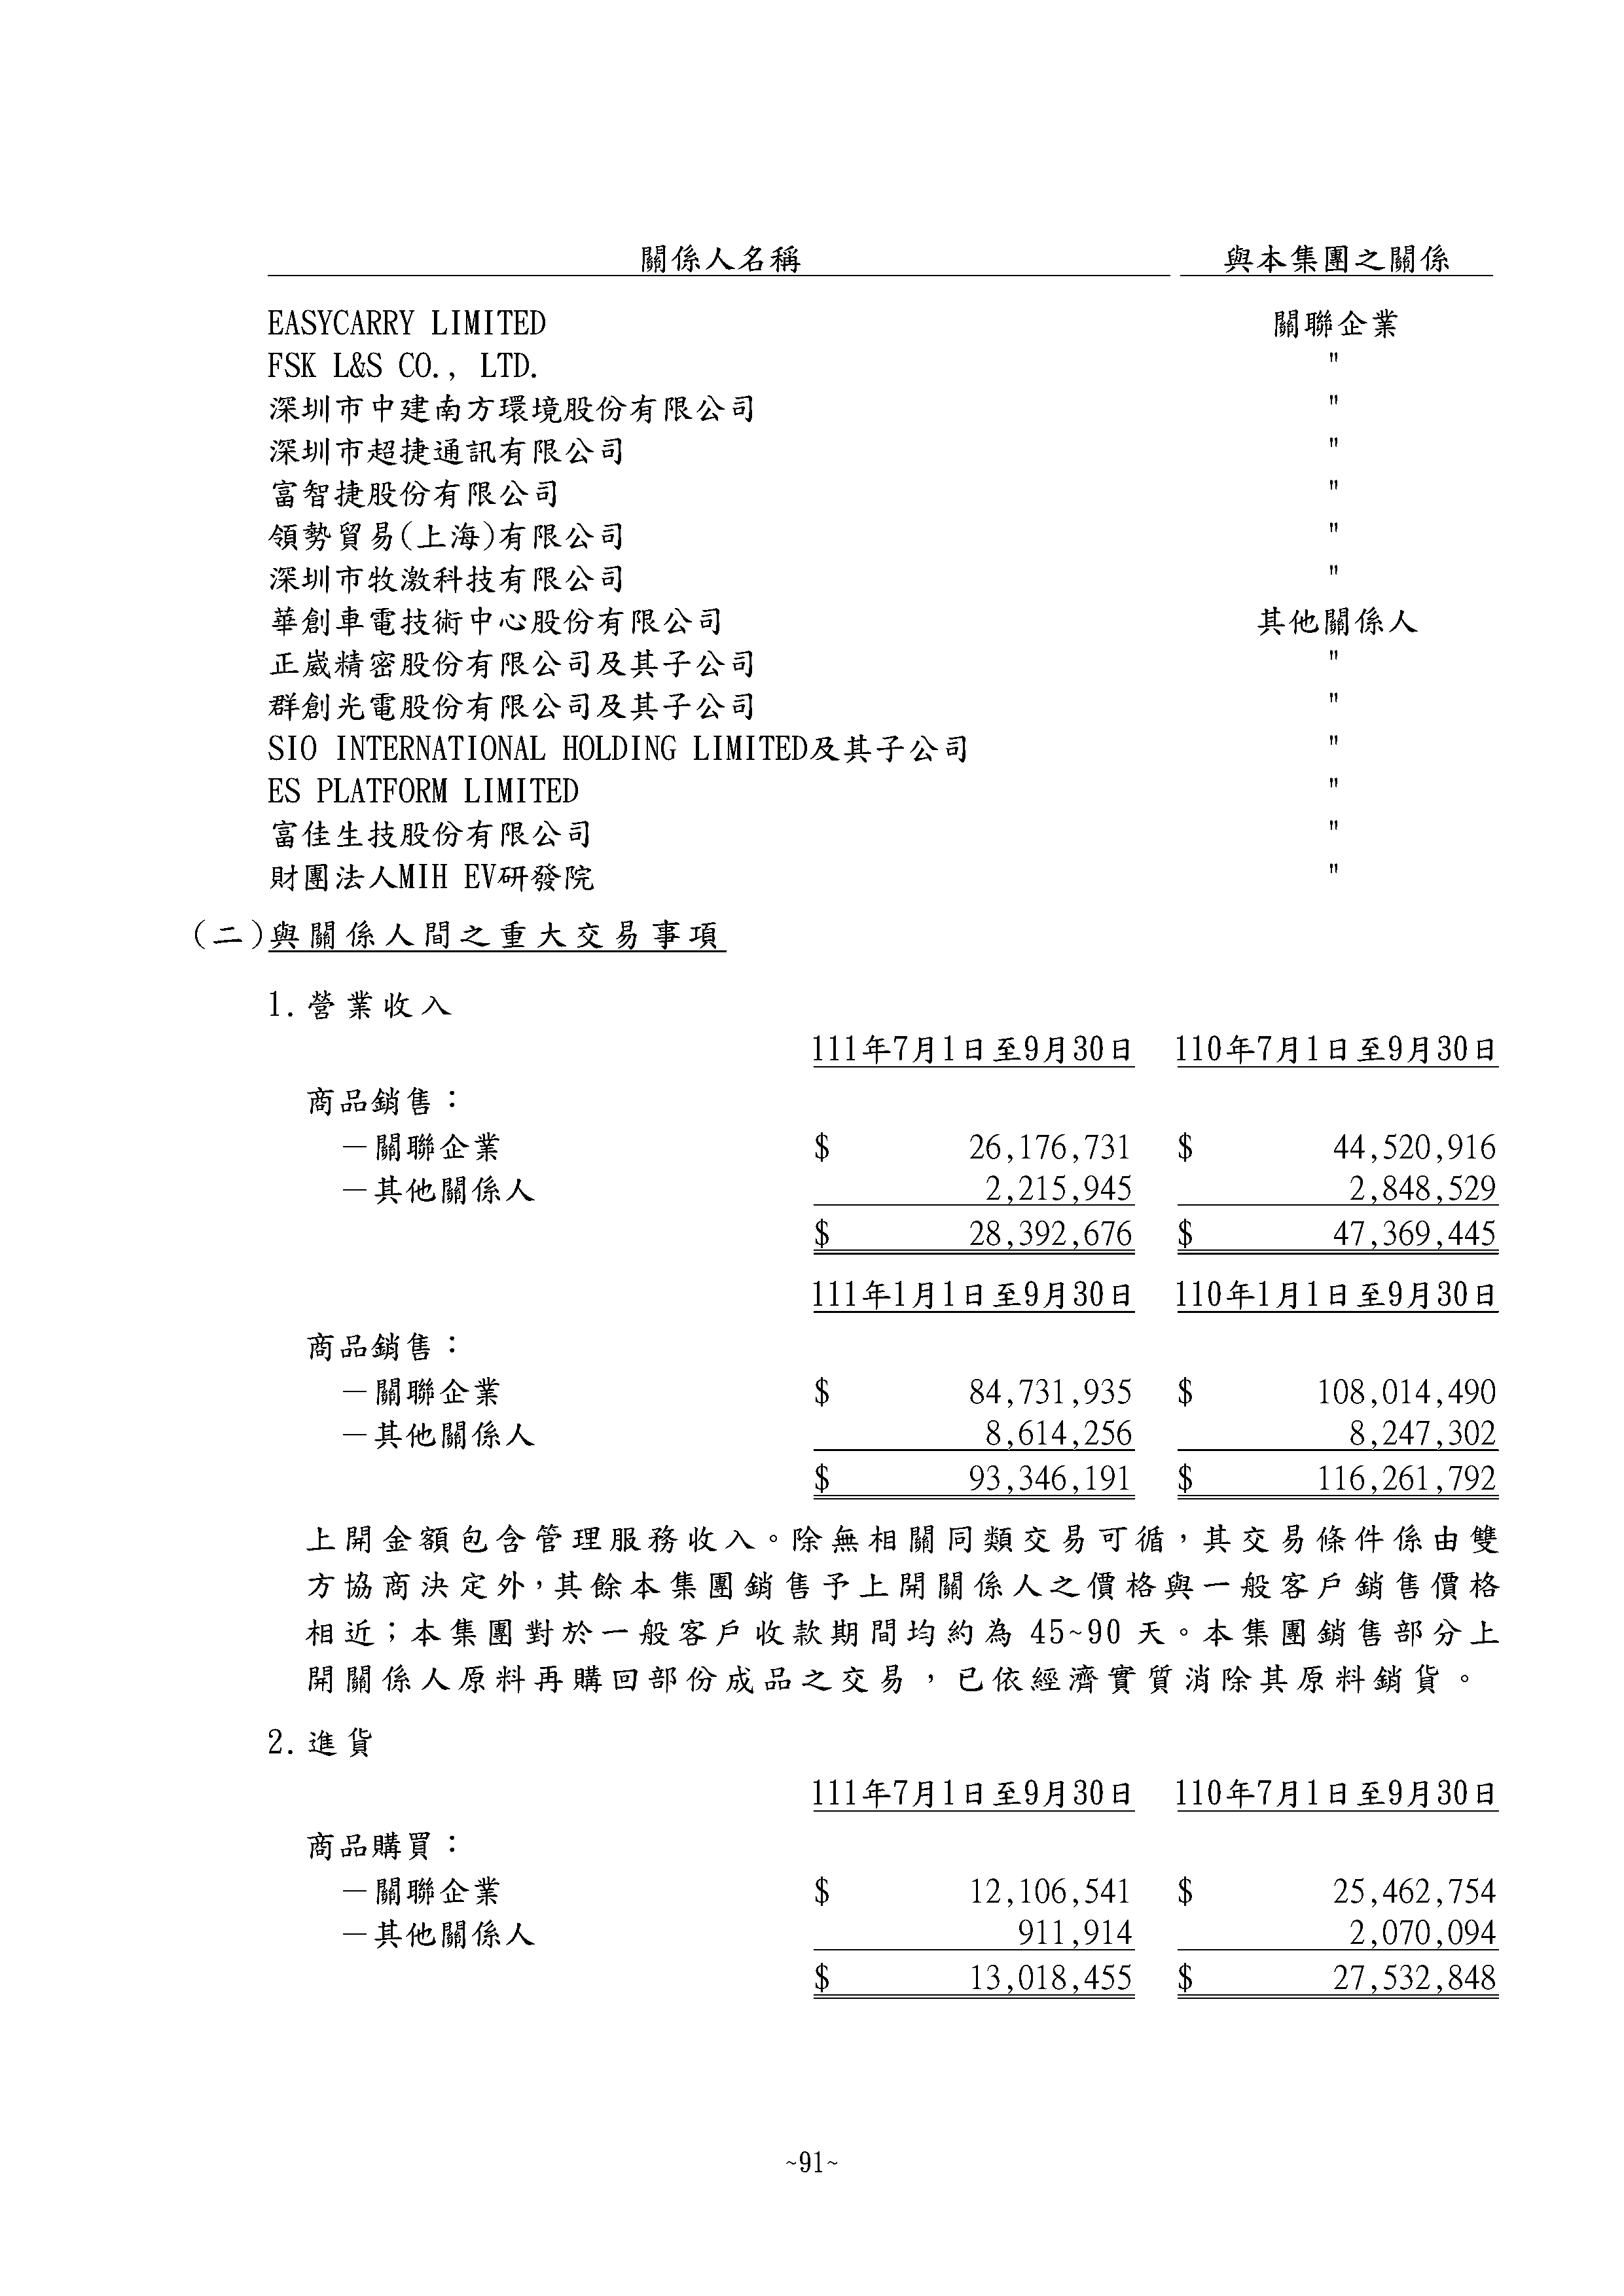 關係人名稱 與本集團之關係
EASYCARRY LIMITED 關聯企業
FSK L&S CO., LTD. "
深圳市中建南方環境股份有限公司 "
深圳市超捷通訊有限公司 "
富智捷股份有限公司 "
領勢貿易(上海)有限公司 "
深圳市牧激科技有限公司 "
華創車電技術中心股份有限公司 其他關係人
正崴精密股份有限公司及其子公司 "
群創光電股份有限公司及其子公司 "
SIO INTERNATIONAL HOLDING LIMITED及其子公司 "
ES PLATFORM LIMITED "
富佳生技股份有限公司 "
財團法人MIH EV研發院 "
(二)與關係人間之重大交易事項
1.營業收入
111年7月1日至9月30日 110年7月1日至9月30日
商品銷售：
－關聯企業 $ 26,176,731 $ 44,520,916
－其他關係人 2,215,945 2,848,529
$ 28,392,676 $ 47,369,445
111年1月1日至9月30日 110年1月1日至9月30日
商品銷售：
－關聯企業 $ 84,731,935 $ 108,014,490
－其他關係人 8,614,256 8,247,302
$ 93,346,191 $ 116,261,792
上開金額包含管理服務收入。除無相關同類交易可循，其交易條件係由雙
方協商決定外，其餘本集團銷售予上開關係人之價格與一般客戶銷售價格
相近；本集團對於一般客戶收款期間均約為 45~90 天。本集團銷售部分上
開關係人原料再購回部份成品之交易，已依經濟實質消除其原料銷貨。
2.進貨
111年7月1日至9月30日 110年7月1日至9月30日
商品購買：
－關聯企業 $ 12,106,541 $ 25,462,754
－其他關係人 911,914 2,070,094
$ 13,018,455 $ 27,532,848
~91~